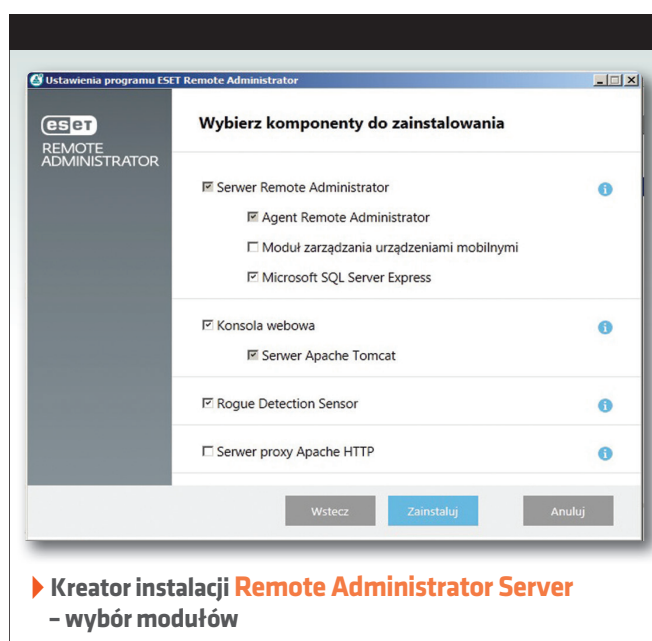 Ustawienia programu ESET Remote Administrator
eseT
REMOTE
ADMINISTRATOR
Wybierz komponenty do zainstalowania
Serwer Remote Administrator
Agent Remote Administrator
Moduł zarządzania urządzeniami mobilnymi
Microsoft SQL Server Express
Konsola webowa
Serwer Apache Tomcat
Rogue Detection Sensor
Serwer proxy Apache HTTP
Wstecz Zainstaluj Anuluj
Kreator instalacji Remote Administrator Server
– wybór modułów